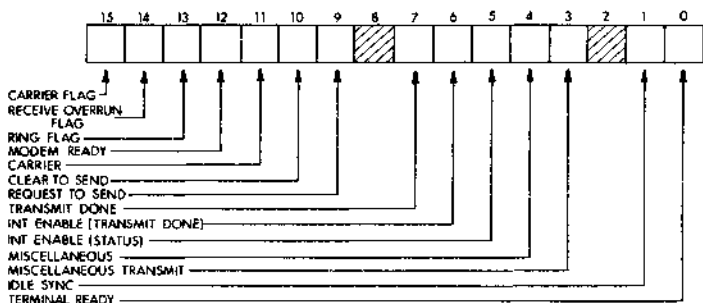 15 14 13 12 11 10 9 8 7 6 5 4 3 2 1 0
CARRIER FLAG
RECEIVE OVERRUN
FLAG
RING FLAG
MODEM READY
CARRIER
CLEAR TO SEND
REQUEST TO SEND
TRANSMIT DONE
INT ENABLE (TRANSMIT DONE)
INT ENABLE (STATUS)
MISCELLANEOUS
MISCELLANEOUS TRANSMIT
IDLE SYNC
TERMINAL READY